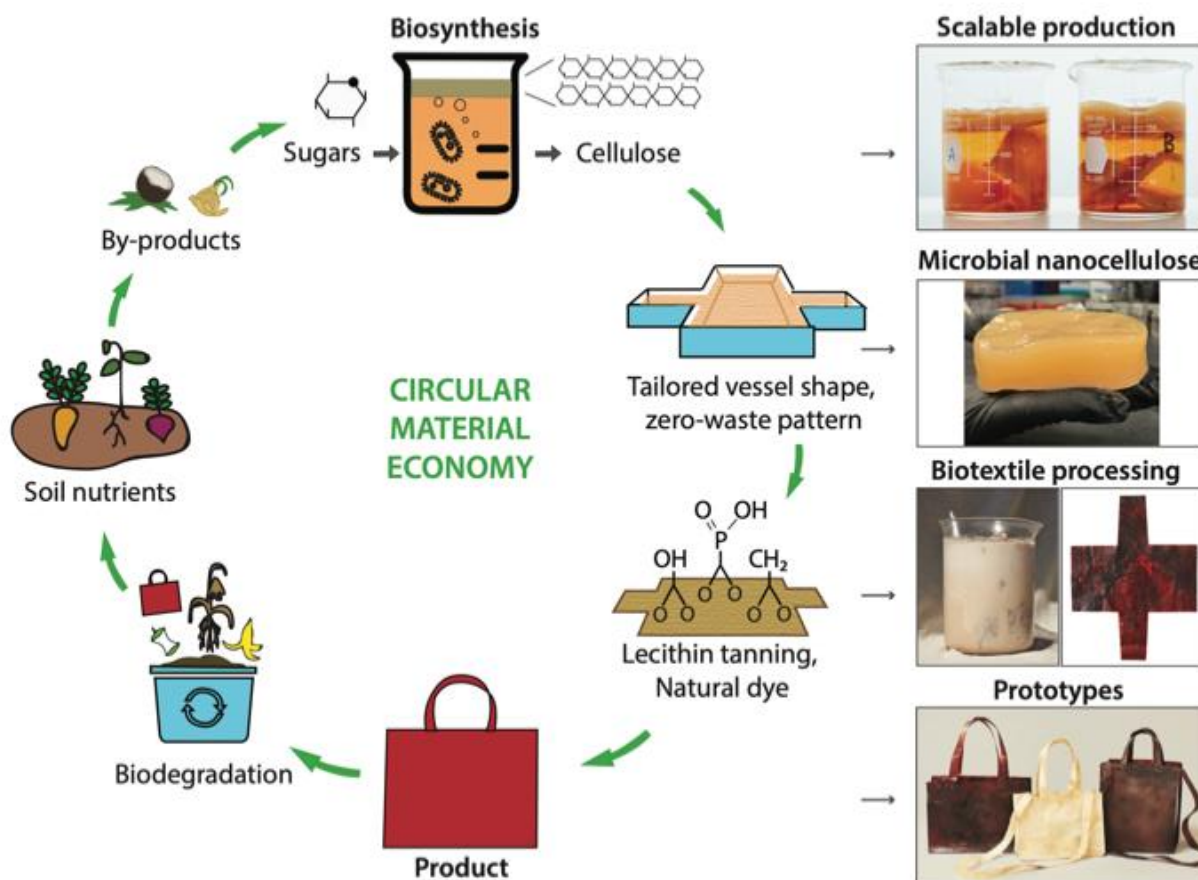 Biosynthesis
Sugars
Cellulose
By-products
Tailored vessel shape,
zero-waste pattern
CIRCULAR
MATERIAL
ECONOMY
Soil nutrients
O
OH
P
OH
CH₂
O O
O O
O O
Lecithin tanning,
Natural dye
Biodegradation
Product
Scalable production
A
B
Microbial nanocellulose
Biotextile processing
Prototypes